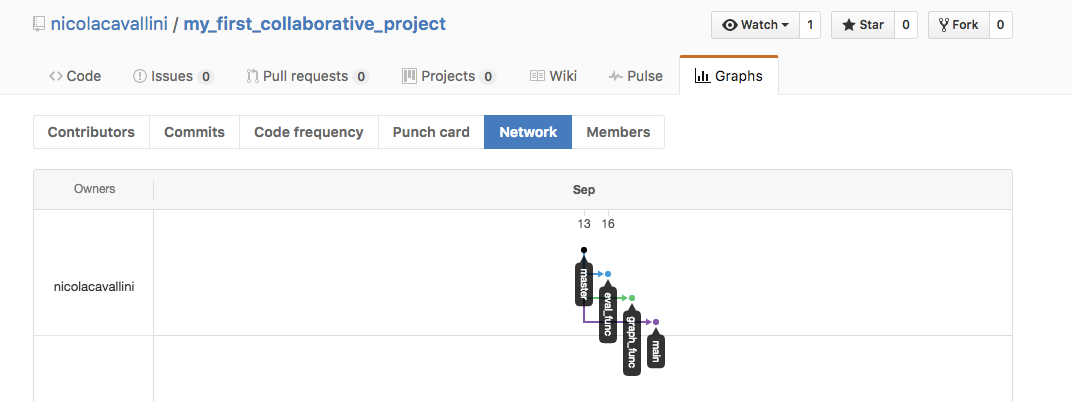 nicolacavallini / my_first_collaborative_project
Watch 1 Star 0 Fork 0
Code Issues 0 Pull requests 0 Projects 0 Wiki Pulse Graphs
Contributors Commits Code frequency Punch card Network Members
Owners Sep
13 16
nicolacavallini
master
eval_func
graph_func
main